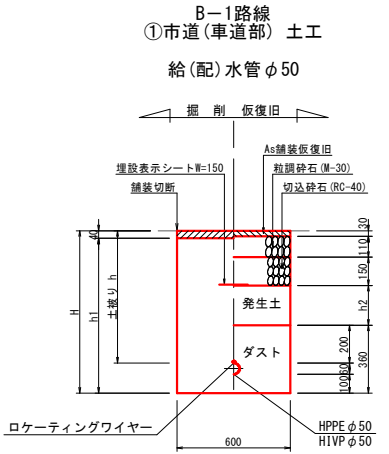 B-1路線
①市道(車道部) 土工
給(配)水管φ50
掘 削 仮復旧
As舗装仮復旧
埋設表示シートW=150
粒調砕石(M-30)
舗装切断
切込砕石(RC-40)
40
30
110
150
H
h1
土被り h
発生土
h2
ダスト
200
360
60
100
ロケーティングワイヤー
HPPEφ50
HIVPφ50
600